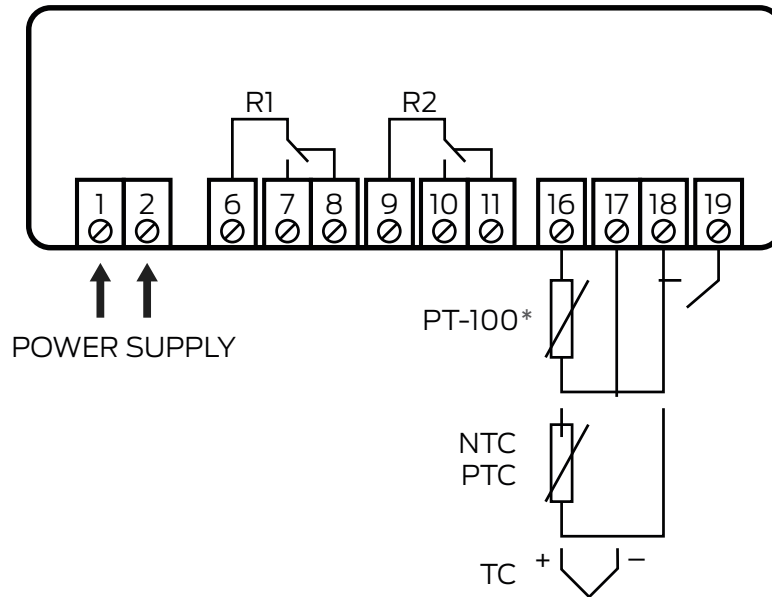 R1 R2
1 2 6 7 8 9 10 11 16 17 18 19
PT-100*
POWER SUPPLY
NTC
PTC
+ −
TC